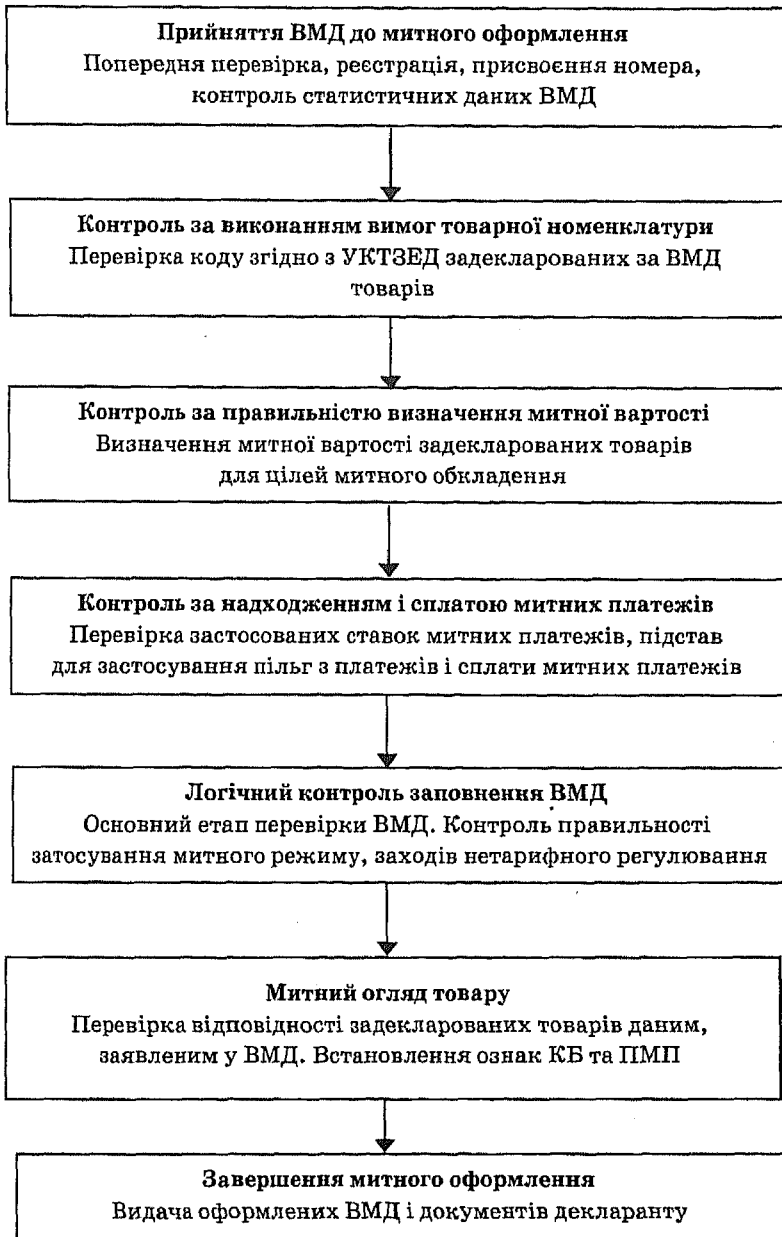 Прийняття ВМД до митного оформлення
Попередня перевірка, реєстрація, присвоєння номера,
контроль статистичних даних ВМД
Контроль за виконанням вимог товарної номенклатури
Перевірка коду згідно з УКТЗЕД задекларованих за ВМД
товарів
Контроль за правильністю визначення митної вартості
Визначення митної вартості задекларованих товарів
для цілей митного обкладення
Контроль за надходженням і сплатою митних платежів
Перевірка застосованих ставок митних платежів, підстав
для застосування пільг з платежів і сплати митних платежів
Логічний контроль заповнення ВМД
Основний етап перевірки ВМД. Контроль правильності
затосування митного режиму, заходів нетарифного регулювання
Митний огляд товару
Перевірка відповідності задекларованих товарів даним,
заявленим у ВМД. Встановлення ознак КБ та ПМП
Завершення митного оформлення
Видача оформлених ВМД і документів декларанту